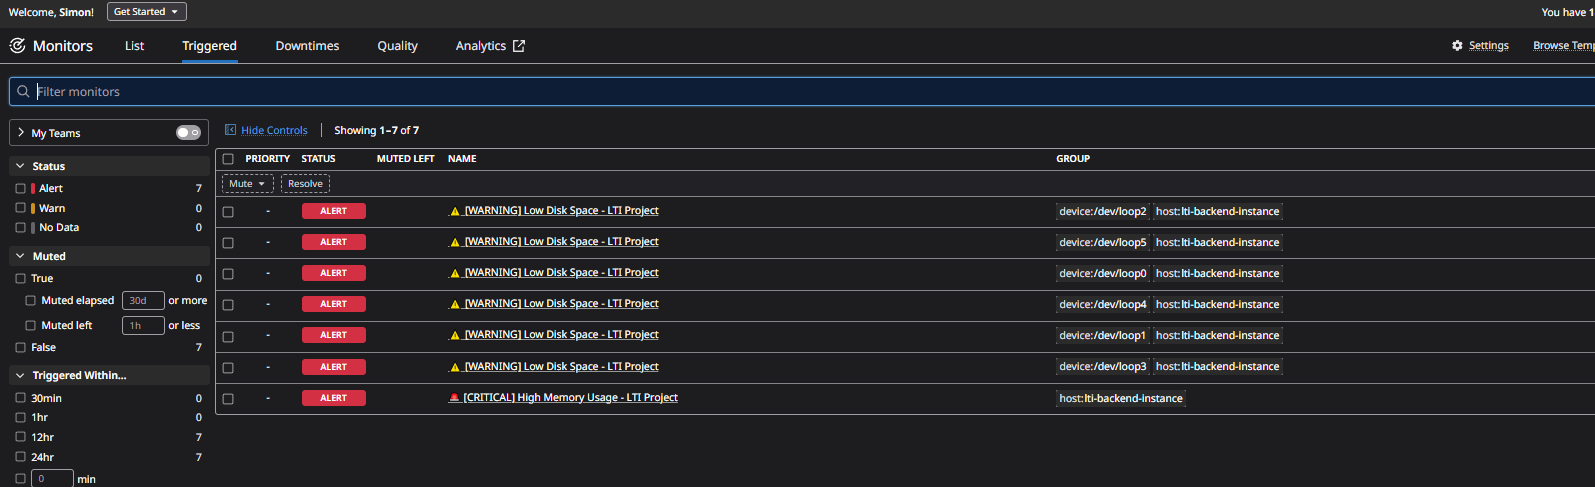 Welcome, Simon! Get Started You have 1
Monitors List Triggered Downtimes Quality Analytics Settings Browse Temp
Filter monitors
My Teams
Hide Controls Showing 1–7 of 7
Status
Alert 7
Warn 0
No Data 0
Muted
True 0
Muted elapsed 30d or more
Muted left 1h or less
False 7
Triggered Within...
30min 0
1hr 0
12hr 7
24hr 7
0 min
PRIORITY STATUS MUTED LEFT NAME GROUP
Mute Resolve
- ALERT ⚠️ [WARNING] Low Disk Space - LTI Project device:/dev/loop2 host:lti-backend-instance
- ALERT ⚠️ [WARNING] Low Disk Space - LTI Project device:/dev/loop5 host:lti-backend-instance
- ALERT ⚠️ [WARNING] Low Disk Space - LTI Project device:/dev/loop0 host:lti-backend-instance
- ALERT ⚠️ [WARNING] Low Disk Space - LTI Project device:/dev/loop4 host:lti-backend-instance
- ALERT ⚠️ [WARNING] Low Disk Space - LTI Project device:/dev/loop1 host:lti-backend-instance
- ALERT ⚠️ [WARNING] Low Disk Space - LTI Project device:/dev/loop3 host:lti-backend-instance
- ALERT 🚨 [CRITICAL] High Memory Usage - LTI Project host:lti-backend-instance